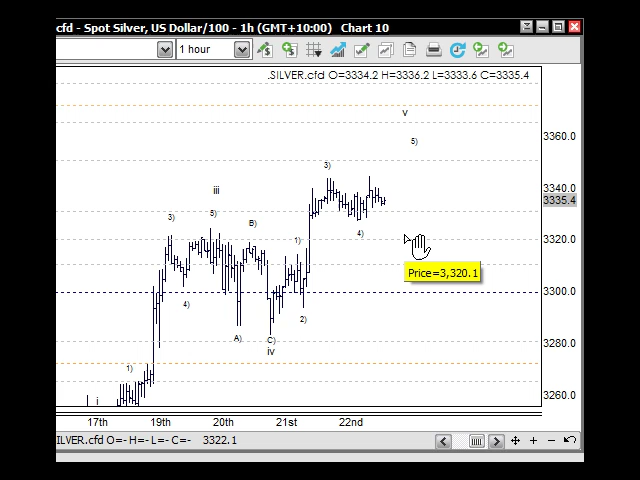 cfd - Spot Silver, US Dollar/100 - 1h (GMT+10:00) Chart 10
1 hour
.SILVER.cfd O=3334.2 H=3336.2 L=3333.6 C=3335.4
v
5)
3360.0
3)
iii
3340.0
3335.4
3)
5)
B)
1)
4)
3320.0
Price=3,320.1
3300.0
4)
2)
A)
C)
iv
3280.0
1)
i
3260.0
17th 19th 20th 21st 22nd
ILVER.cfd O=- H=- L=- C=- 3322.1